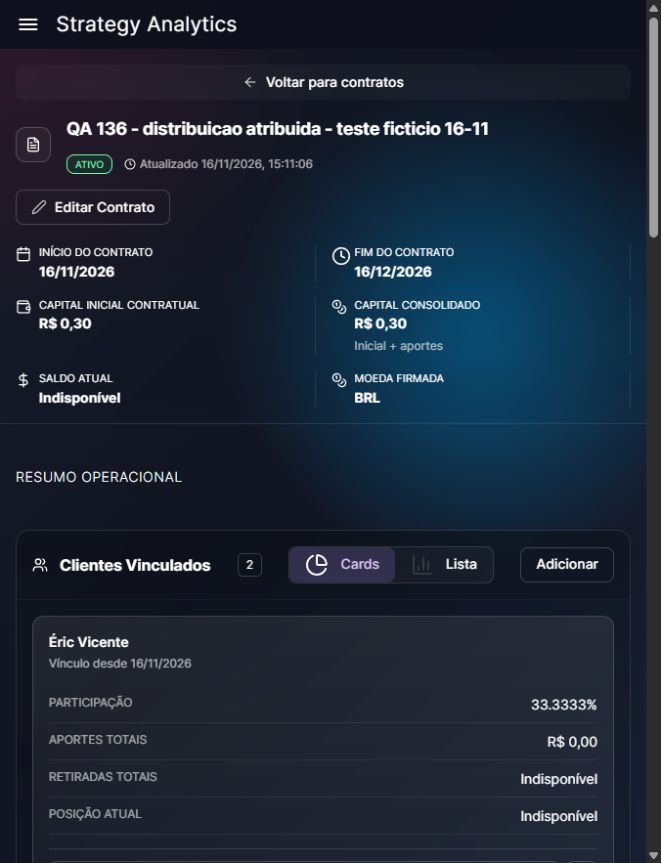 Strategy Analytics
Voltar para contratos
QA 136 - distribuicao atribuida - teste ficticio 16-11
ATIVO
Atualizado 16/11/2026, 15:11:06
Editar Contrato
INÍCIO DO CONTRATO
16/11/2026
FIM DO CONTRATO
16/12/2026
CAPITAL INICIAL CONTRATUAL
R$ 0,30
CAPITAL CONSOLIDADO
R$ 0,30
Inicial + aportes
SALDO ATUAL
Indisponível
MOEDA FIRMADA
BRL
RESUMO OPERACIONAL
Clientes Vinculados
2
Cards
Lista
Adicionar
Éric Vicente
Vínculo desde 16/11/2026
PARTICIPAÇÃO
33.3333%
APORTES TOTAIS
R$ 0,00
RETIRADAS TOTAIS
Indisponível
POSIÇÃO ATUAL
Indisponível